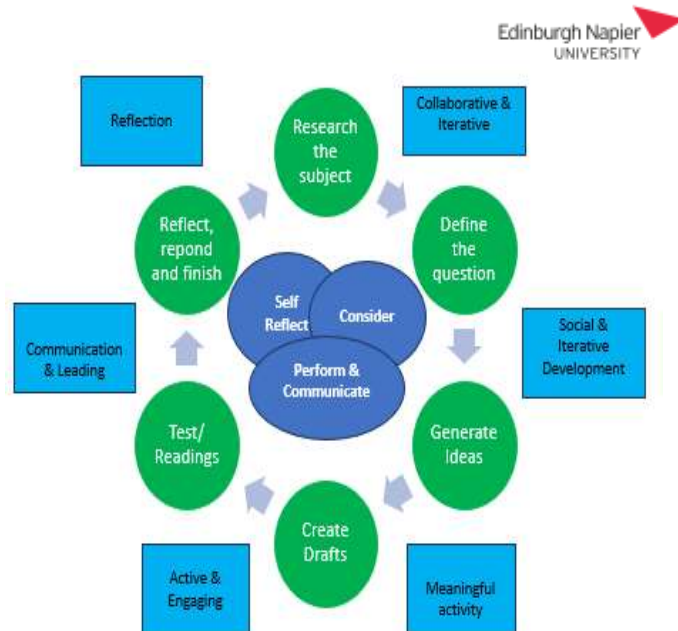 Edinburgh Napier
UNIVERSITY
Reflection
Research
the
subject
Collaborative &
Iterative
Reflect,
repond
and finish
Define
the
question
Self
Reflect
Consider
Perform &
Communicate
Communication
& Leading
Social &
Iterative
Development
Test/
Readings
Generate
Ideas
Create
Drafts
Active &
Engaging
Meaningful
activity